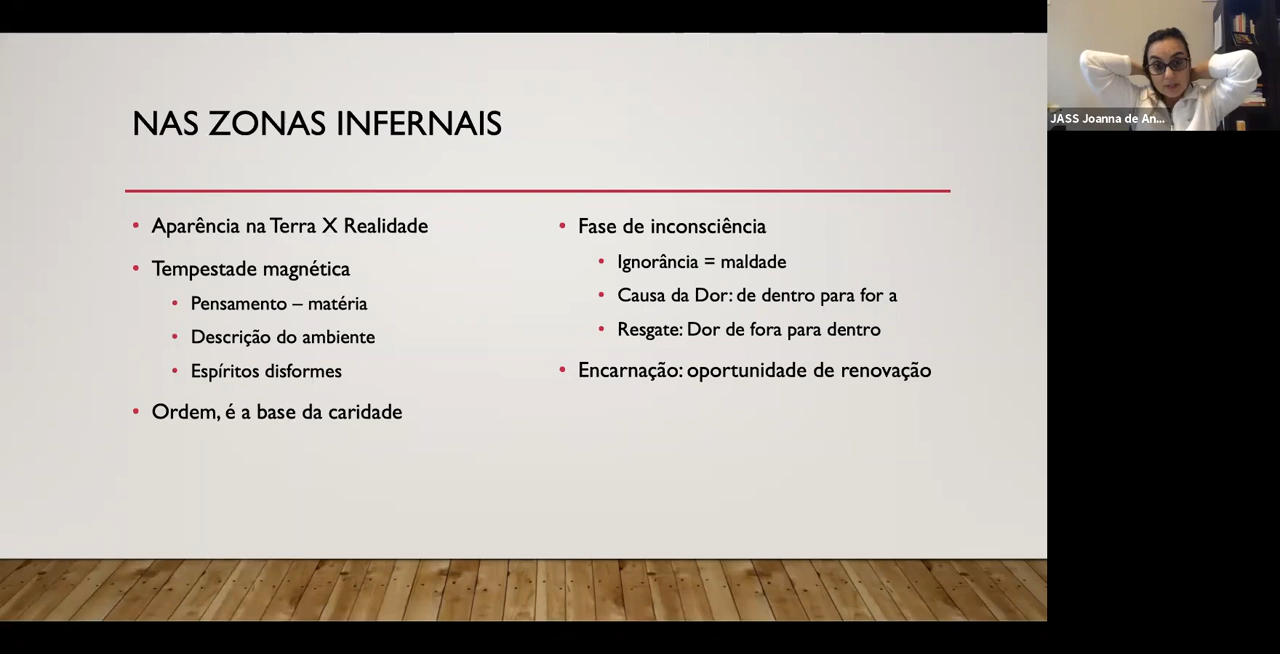 NAS ZONAS INFERNAIS
Aparência na Terra X Realidade
Tempestade magnética
Pensamento – matéria
Descrição do ambiente
Espíritos disformes
Ordem, é a base da caridade
Fase de inconsciência
Ignorância = maldade
Causa da Dor: de dentro para for a
Resgate: Dor de fora para dentro
Encarnação: oportunidade de renovação
JASS Joanna de An...